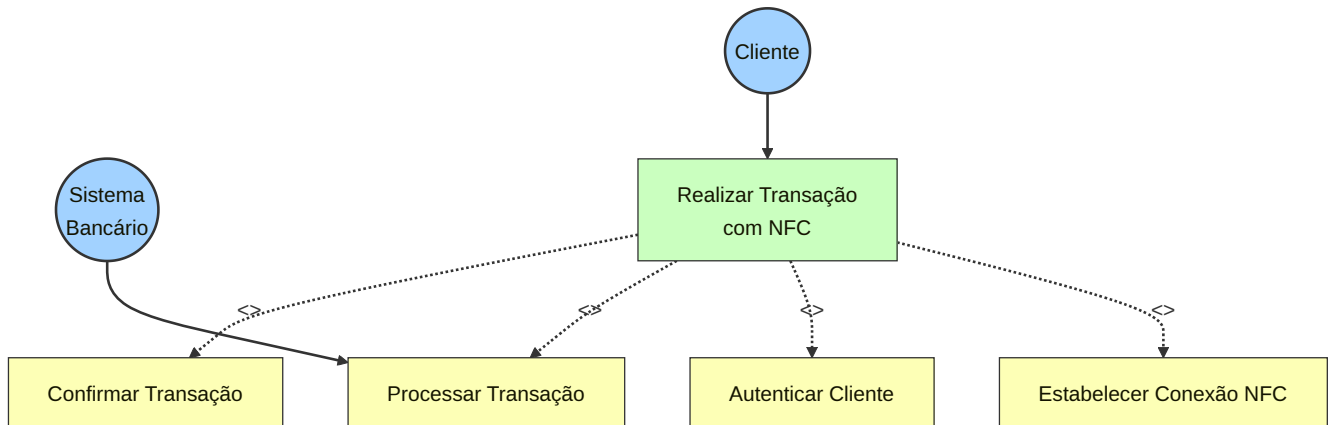 Cliente
Sistema
Bancário
Realizar Transação
com NFC
<>
<>
<>
<>
Confirmar Transação
Processar Transação
Autenticar Cliente
Estabelecer Conexão NFC